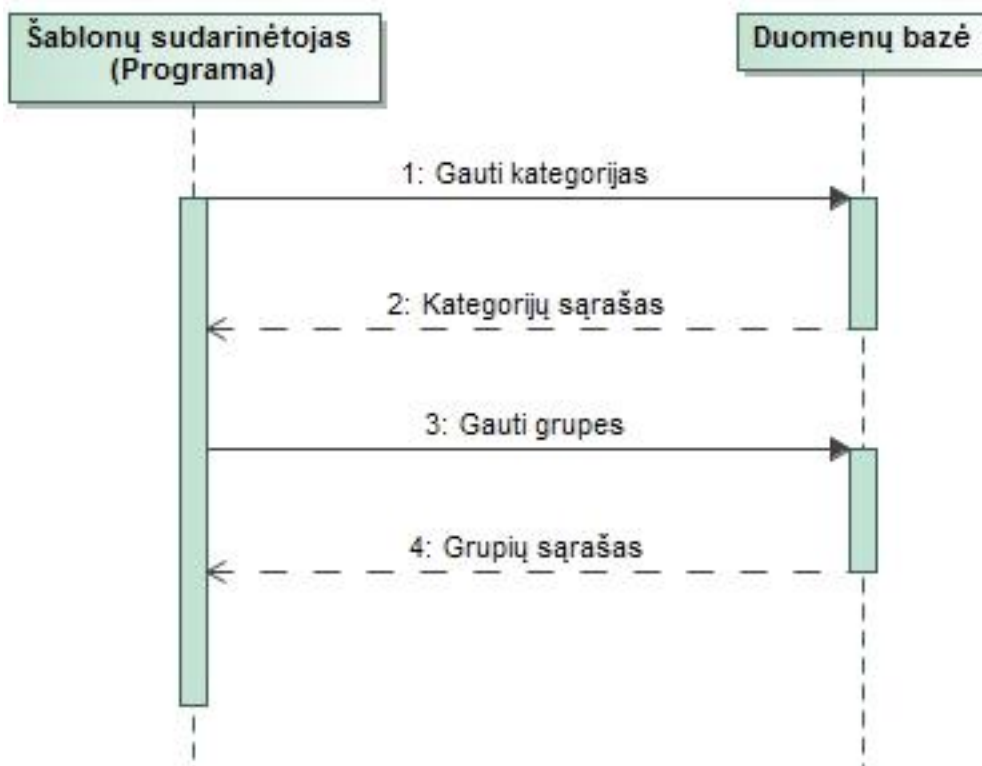 Šablonų sudarinėtojas
(Programa)
Duomenų bazė
1: Gauti kategorijas
2: Kategorijų sąrašas
3: Gauti grupes
4: Grupių sąrašas